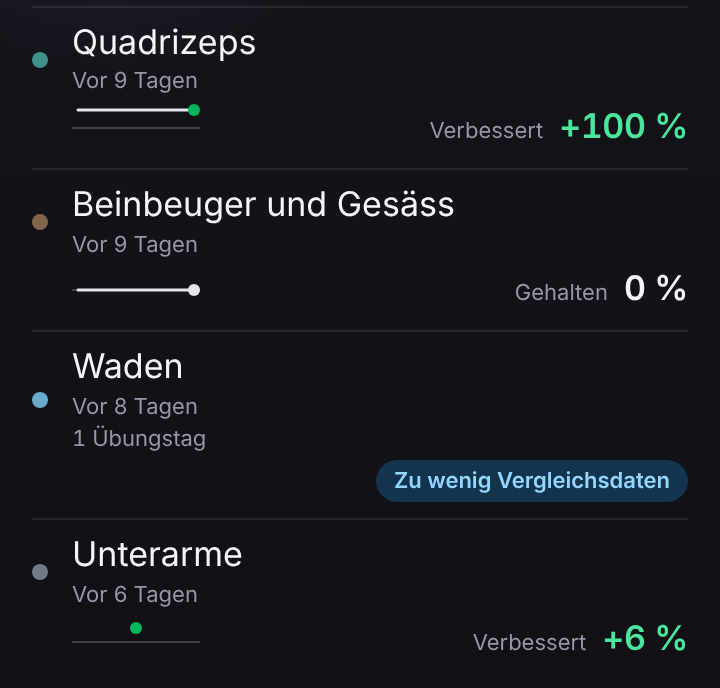 Quadrizeps
Vor 9 Tagen
Verbessert +100 %
Beinbeuger und Gesäss
Vor 9 Tagen
Gehalten 0 %
Waden
Vor 8 Tagen
1 Übungstag
Zu wenig Vergleichsdaten
Unterarme
Vor 6 Tagen
Verbessert +6 %